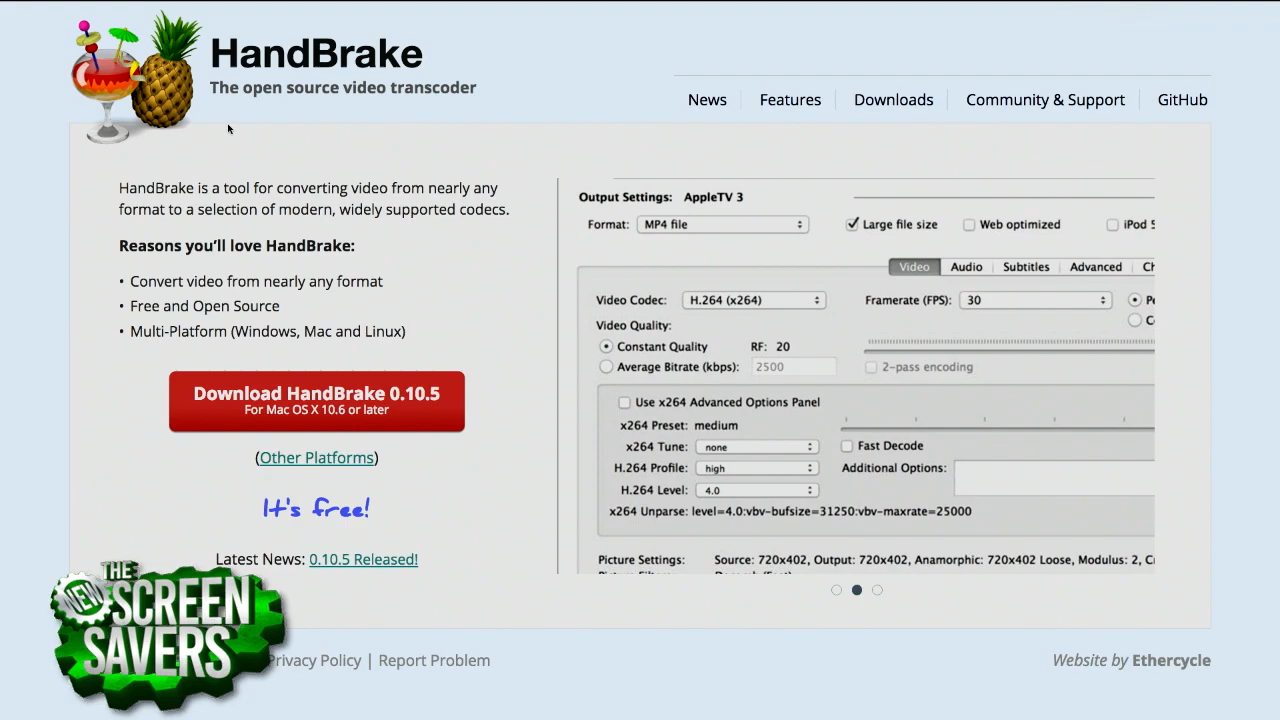 HandBrake
The open source video transcoder
News
Features
Downloads
Community & Support
GitHub
HandBrake is a tool for converting video from nearly any
format to a selection of modern, widely supported codecs.
Reasons you'll love HandBrake:
• Convert video from nearly any format
• Free and Open Source
• Multi-Platform (Windows, Mac and Linux)
Download HandBrake 0.10.5
For Mac OS X 10.6 or later
(Other Platforms)
It's free!
Latest News: 0.10.5 Released!
Output Settings: AppleTV 3
Format: MP4 file
Large file size
Web optimized
iPod 5
Video
Audio
Subtitles
Advanced
Ch
Video Codec: H.264 (x264)
Framerate (FPS): 30
Video Quality:
Constant Quality RF: 20
Average Bitrate (kbps): 2500
2-pass encoding
Use x264 Advanced Options Panel
x264 Preset: medium
x264 Tune: none
Fast Decode
H.264 Profile: high
Additional Options:
H.264 Level: 4.0
x264 Unparse: level=4.0:vbv-bufsize=31250:vbv-maxrate=25000
Picture Settings: Source: 720x402, Output: 720x402, Anamorphic: 720x402 Loose, Modulus: 2, C
THE
NEW
SCREEN
SAVERS
Privacy Policy | Report Problem
Website by Ethercycle